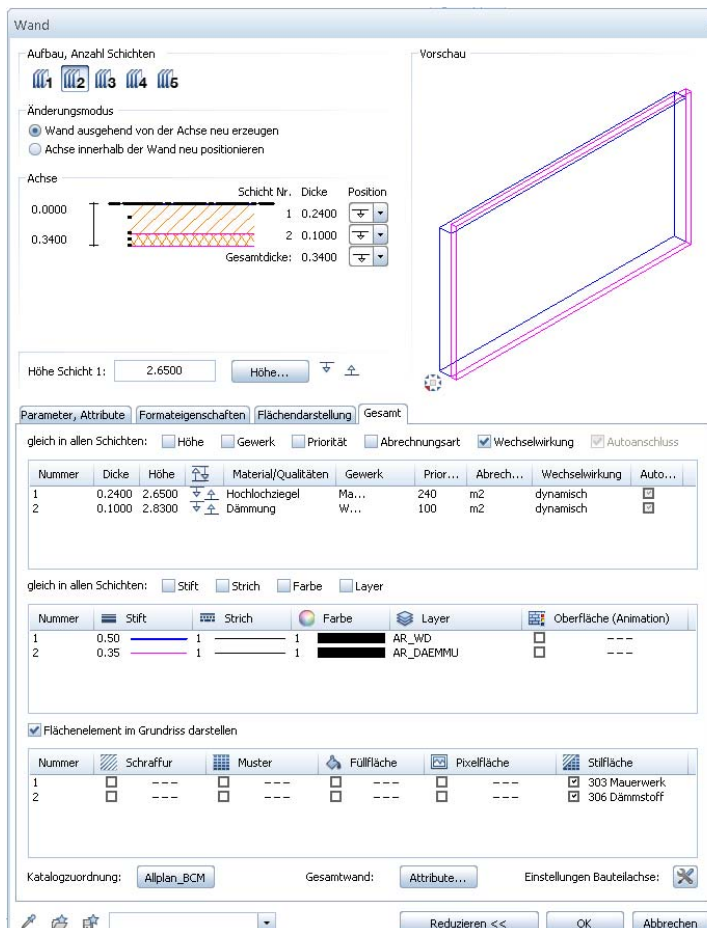 Wand
Aufbau, Anzahl Schichten
1 2 3 4 5
Änderungsmodus
Wand ausgehend von der Achse neu erzeugen
Achse innerhalb der Wand neu positionieren
Achse
Schicht Nr. Dicke Position
0.0000
1 0.2400
0.3400
2 0.1000
Gesamtdicke: 0.3400
Höhe Schicht 1: 2.6500 Höhe...
Vorschau
Parameter, Attribute Formateigenschaften Flächendarstellung Gesamt
gleich in allen Schichten: Höhe Gewerk Priorität Abrechnungsart Wechselwirkung Autoanschluss
Nummer Dicke Höhe Material/Qualitäten Gewerk Prior... Abrech... Wechselwirkung Auto...
1 0.2400 2.6500 Hochlochziegel Ma... 240 m2 dynamisch
2 0.1000 2.8300 Dämmung W... 100 m2 dynamisch
gleich in allen Schichten: Stift Strich Farbe Layer
Nummer Stift Strich Farbe Layer Oberfläche (Animation)
1 0.50 1 1 AR_WD ---
2 0.35 1 1 AR_DAEMMU ---
Flächenelement im Grundriss darstellen
Nummer Schraffur Muster Füllfläche Pixelfläche Stilfläche
1 --- --- --- --- 303 Mauerwerk
2 --- --- --- --- 306 Dämmstoff
Katalogzuordnung: Allplan_BCM Gesamtwand: Attribute... Einstellungen Bauteilachse:
Reduzieren << OK Abbrechen